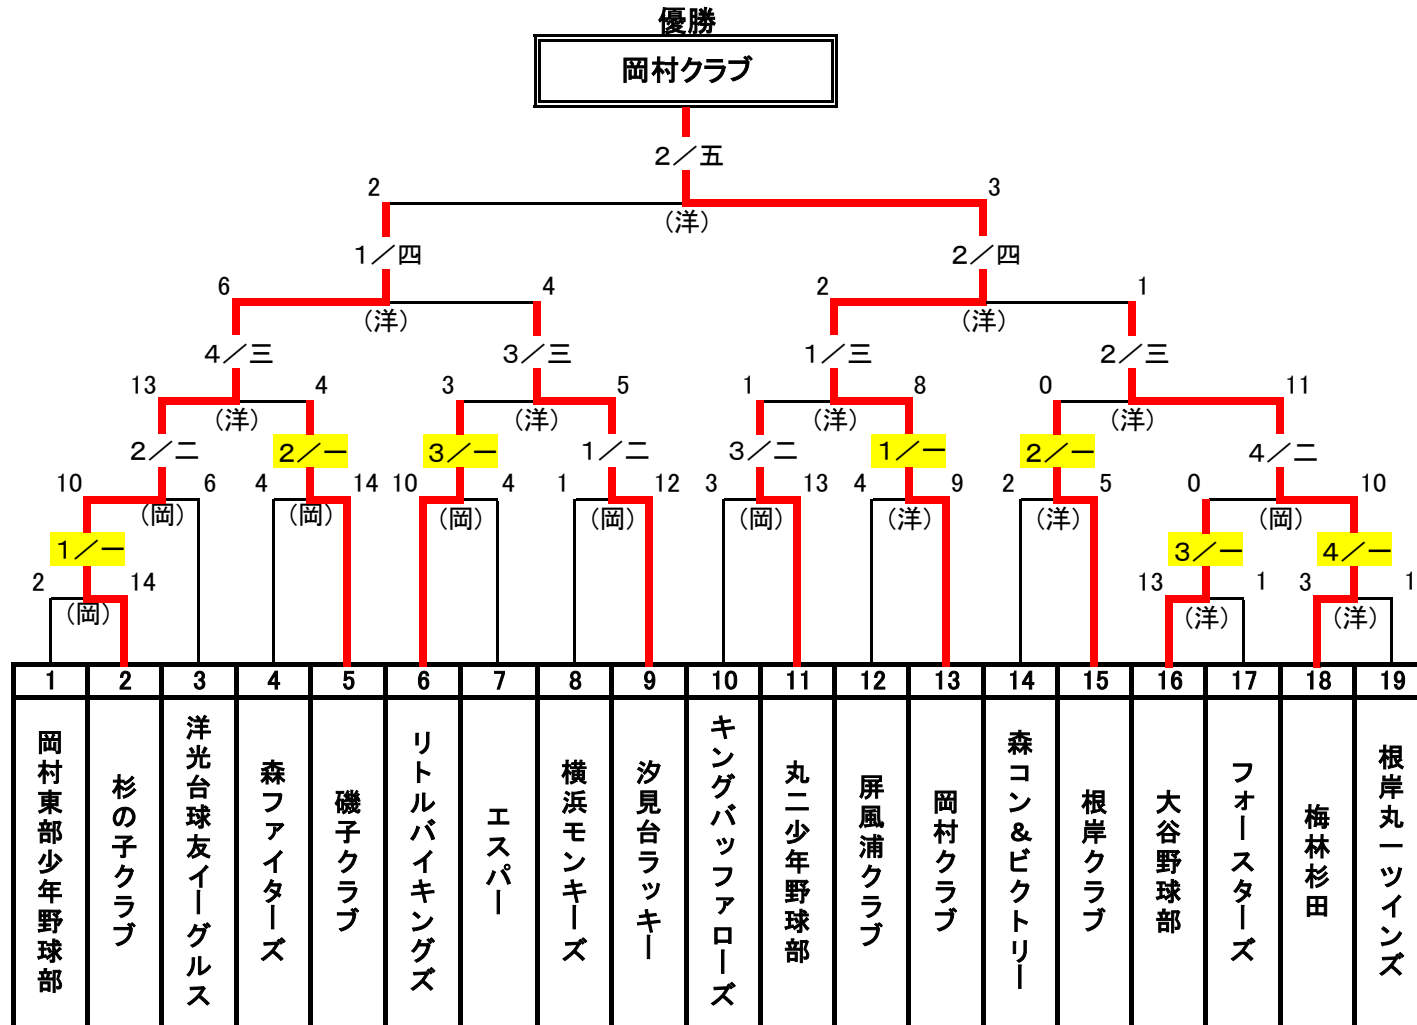 優勝
岡村クラブ
2／五
2 3
(洋)
1／四 2／四
6 4 2 1
(洋) (洋)
4／三 3／三 1／三 2／三
13 4 3 5 1 8 0 11
(洋) (洋) (洋) (洋)
2／二 2／一 3／一 1／二 3／二 1／一 2／一 4／二
10 6 4 14 10 4 1 12 3 13 4 9 2 5 0 10
(岡) (岡) (岡) (岡) (岡) (洋) (洋) (岡)
1／一 3／一 4／一
2 14 13 1 3 1
(岡) (洋) (洋)
1 2 3 4 5 6 7 8 9 10 11 12 13 14 15 16 17 18 19
岡村東部少年野球部
杉の子クラブ
洋光台球友イーグルス
森ファイターズ
磯子クラブ
リトルバイキングズ
エスパー
横浜モンキーズ
汐見台ラッキー
キングバッファローズ
丸二少年野球部
屏風浦クラブ
岡村クラブ
森コン＆ビクトリー
根岸クラブ
大谷野球部
フォースターズ
梅林杉田
根岸丸一ツインズ